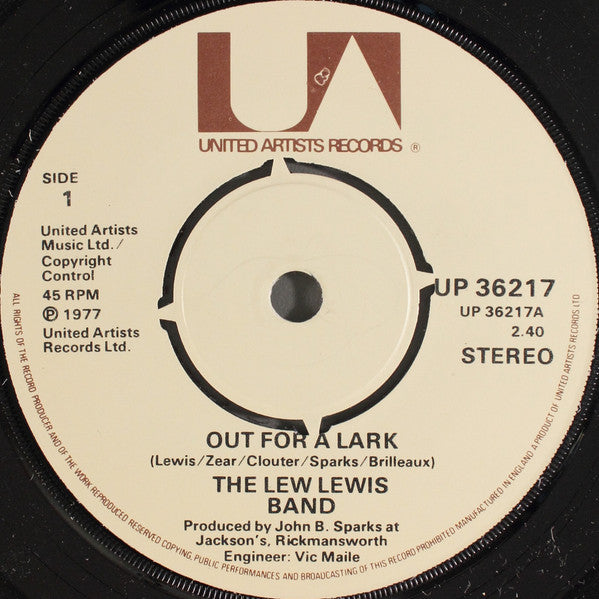 UA
UNITED ARTISTS RECORDS ®
SIDE
1
United Artists
Music Ltd./
Copyright
Control
45 RPM
℗ 1977
United Artists
Records Ltd.
UP 36217
UP 36217A
2.40
STEREO
OUT FOR A LARK
(Lewis/Zear/Clouter/Sparks/Brilleaux)
THE LEW LEWIS
BAND
Produced by John B. Sparks at
Jackson's, Rickmansworth
Engineer: Vic Maile
ALL RIGHTS OF THE RECORD PRODUCER AND OF THE OWNER OF THE WORK REPRODUCED RESERVED COPYING, PUBLIC PERFORMANCES AND BROADCASTING OF THIS RECORD PROHIBITED MANUFACTURED IN ENGLAND A PRODUCT OF UNITED ARTISTS RECORDS LTD